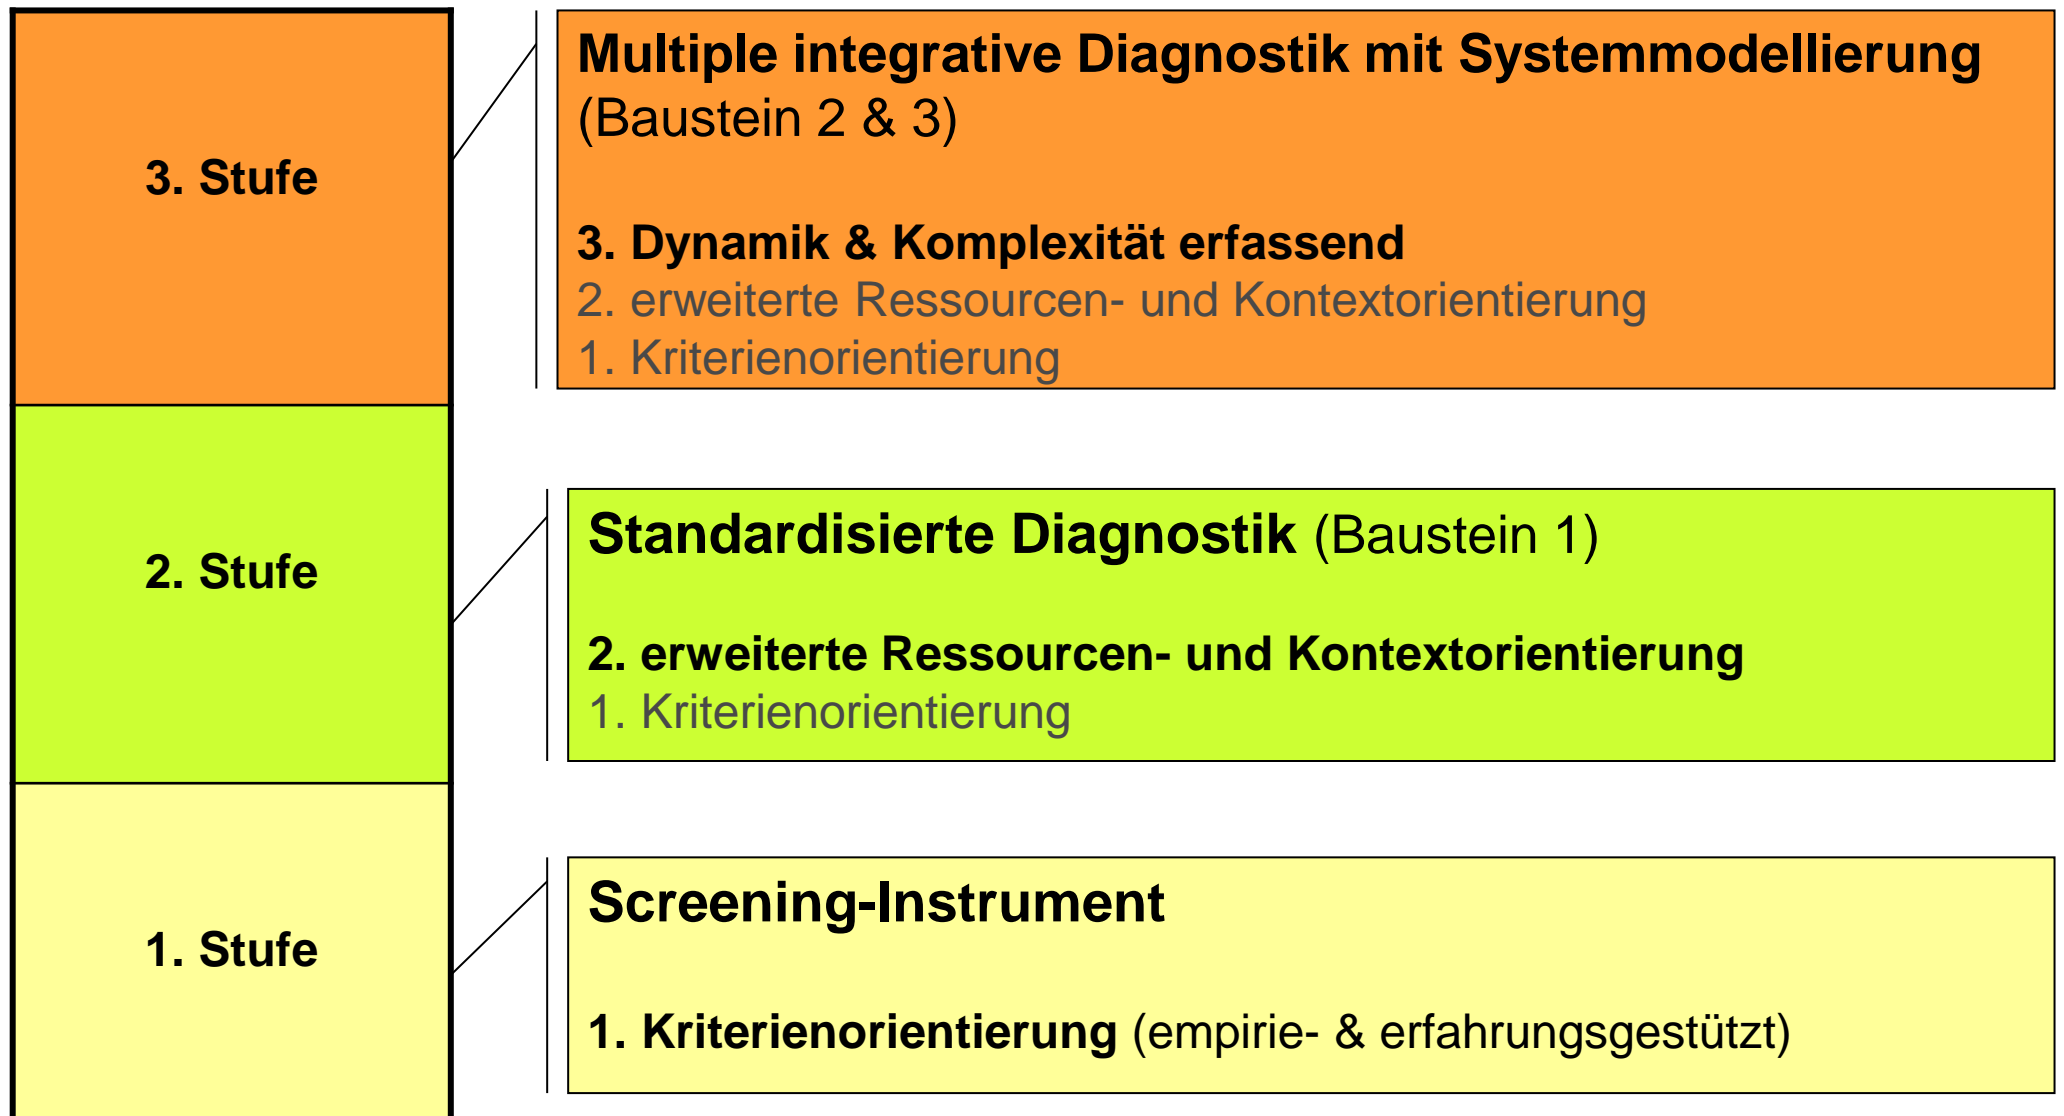 3. Stufe
Multiple integrative Diagnostik mit Systemmodellierung
(Baustein 2 & 3)
3. Dynamik & Komplexität erfassend
2. erweiterte Ressourcen- und Kontextorientierung
1. Kriterienorientierung
2. Stufe
Standardisierte Diagnostik (Baustein 1)
2. erweiterte Ressourcen- und Kontextorientierung
1. Kriterienorientierung
1. Stufe
Screening-Instrument
1. Kriterienorientierung (empirie- & erfahrungsgestützt)